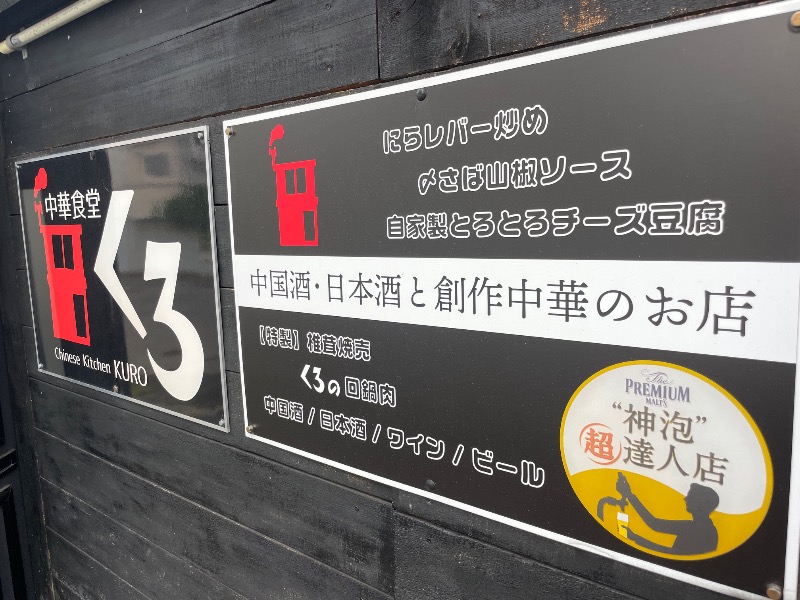 中華食堂
くろ
Chinese Kitchen KURO
にらレバー炒め
〆さば山椒ソース
自家製とろとろチーズ豆腐
中国酒・日本酒と創作中華のお店
【特製】椎茸焼売
くろの回鍋肉
中国酒/日本酒/ワイン/ビール
The
PREMIUM
MALT'S
“神泡”
超達人店